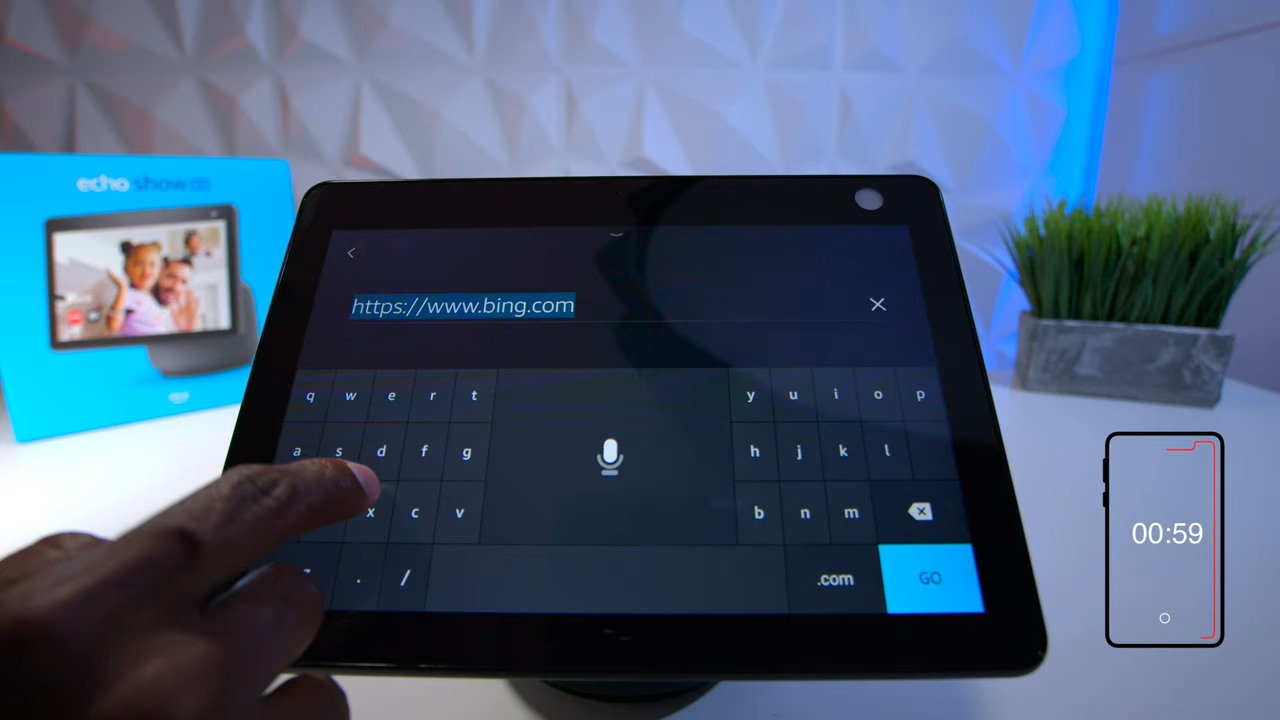 echo show 10
https://www.bing.com
q w e r t y u i o p
a s d f g h j k l
x c v b n m
. / .com GO
00:59